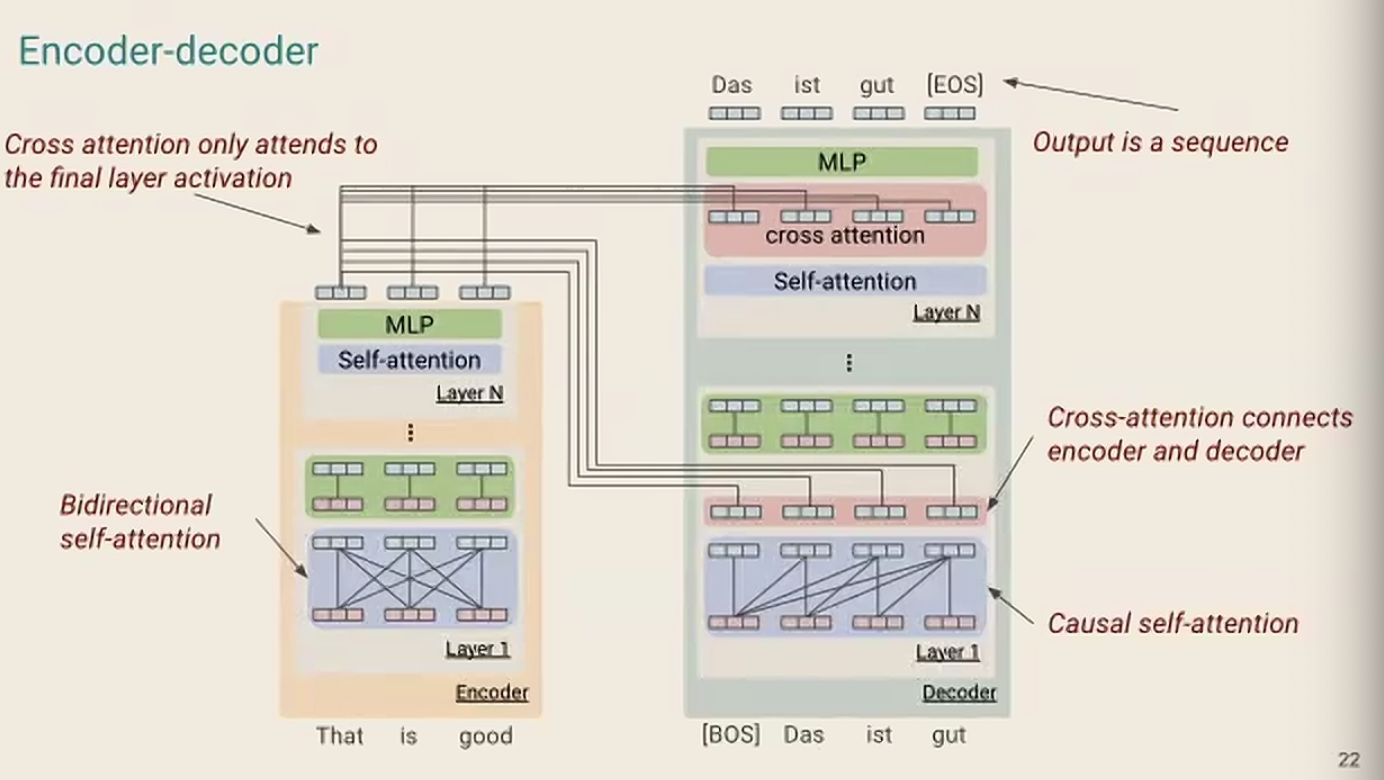 Encoder-decoder
Das ist gut [EOS]
Output is a sequence
Cross attention only attends to
the final layer activation
MLP
cross attention
Self-attention
Layer N
MLP
Self-attention
Layer N
Cross-attention connects
encoder and decoder
Bidirectional
self-attention
Causal self-attention
Layer 1
Layer 1
Encoder
Decoder
That is good
[BOS] Das ist gut
22